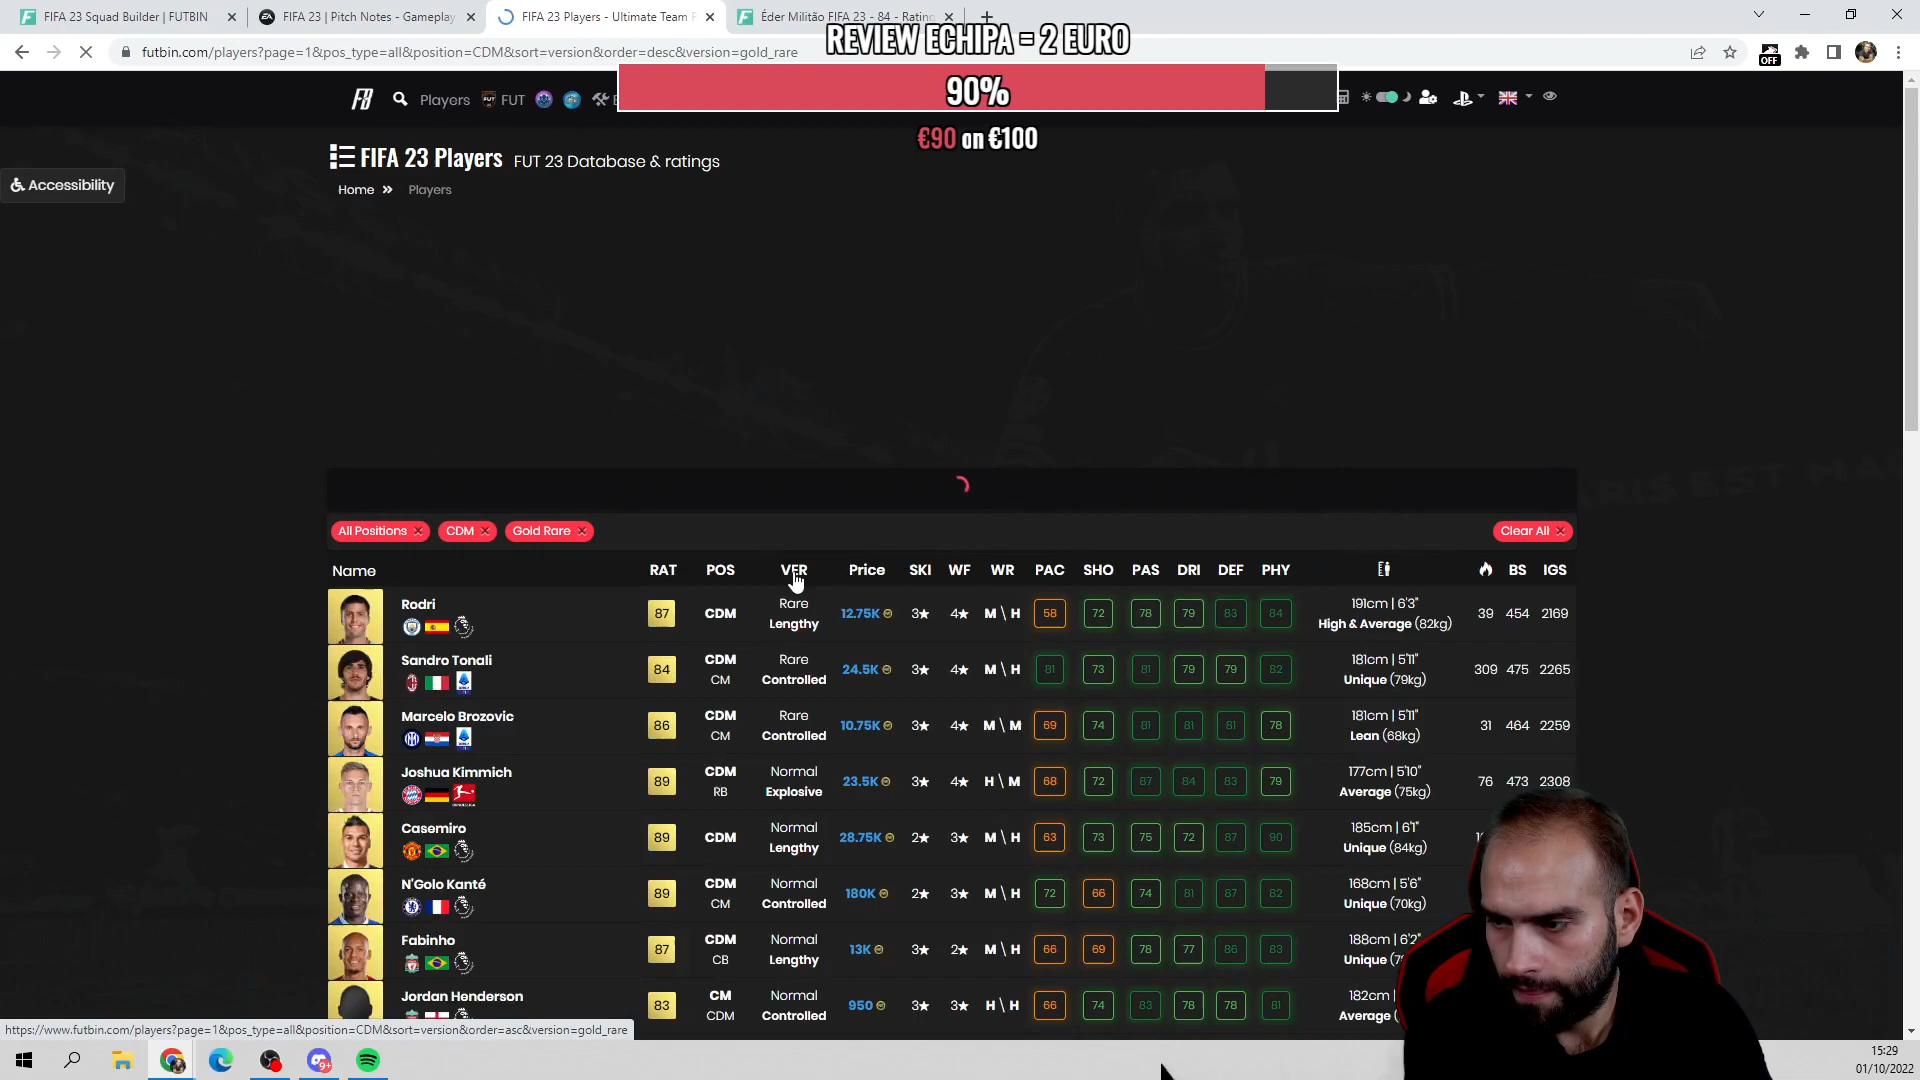 FIFA 23 Squad Builder | FUTBIN
FIFA 23 | Pitch Notes - Gameplay
FIFA 23 Players - Ultimate Team
Éder Militão FIFA 23 - 84 - Rating
futbin.com/players?page=1&pos_type=all&position=CDM&sort=version&order=desc&version=gold_rare
OFF
REVIEW ECHIPA = 2 EURO
90%
€90 on €100
Players FUT
FIFA 23 Players FUT 23 Database & ratings
Accessibility
Home » Players
All Positions CDM Gold Rare Clear All
Name RAT POS VER Price SKI WF WR PAC SHO PAS DRI DEF PHY BS IGS
Rodri 87 CDM Rare Lengthy 12.75K 3★ 4★ M \ H 58 72 78 79 83 84 191cm | 6'3" High & Average (82kg) 39 454 2169
Sandro Tonali 84 CDM CM Rare Controlled 24.5K 3★ 4★ M \ H 81 73 81 79 79 82 181cm | 5'11" Unique (79kg) 309 475 2265
Marcelo Brozovic 86 CDM CM Rare Controlled 10.75K 3★ 4★ M \ M 69 74 81 81 81 78 181cm | 5'11" Lean (68kg) 31 464 2259
Joshua Kimmich 89 CDM RB Normal Explosive 23.5K 3★ 4★ H \ M 68 72 87 84 83 79 177cm | 5'10" Average (75kg) 76 473 2308
Casemiro 89 CDM Normal Lengthy 28.75K 2★ 3★ M \ H 63 73 75 72 87 90 185cm | 6'1" Unique (84kg)
N'Golo Kanté 89 CDM CM Normal Controlled 180K 2★ 3★ M \ H 72 66 74 81 87 82 168cm | 5'6" Unique (70kg)
Fabinho 87 CDM CB Normal Lengthy 13K 3★ 2★ M \ H 66 69 78 77 86 83 188cm | 6'2" Unique
Jordan Henderson 83 CM CDM Normal Controlled 950 3★ 3★ H \ H 66 74 83 78 78 81 182cm | Average
https://www.futbin.com/players?page=1&pos_type=all&position=CDM&sort=version&order=asc&version=gold_rare
9+
15:29
01/10/2022